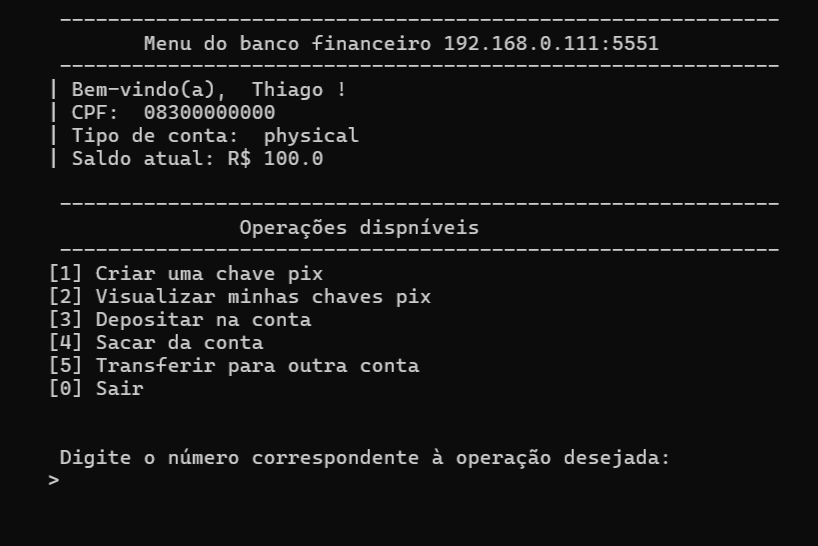 ------------------------------------------------------------
Menu do banco financeiro 192.168.0.111:5551
------------------------------------------------------------
| Bem-vindo(a),  Thiago !
| CPF:  08300000000
| Tipo de conta:  physical
| Saldo atual: R$ 100.0
------------------------------------------------------------
Operações dispníveis
------------------------------------------------------------
[1] Criar uma chave pix
[2] Visualizar minhas chaves pix
[3] Depositar na conta
[4] Sacar da conta
[5] Transferir para outra conta
[0] Sair
Digite o número correspondente à operação desejada:
>